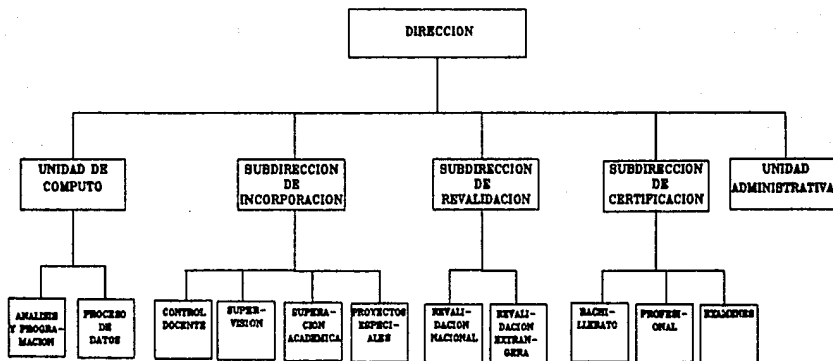 DIRECCION
UNIDAD DE
COMPUTO
SUBDIRECCION
DE
INCORPORACION
SUBDIRECCION
DE
REVALIDACION
SUBDIRECCION
DE
CERTIFICACION
UNIDAD
ADMINISTRATIVA
ANALISIS
Y PROGRA-
MACION
PROCESO
DE
DATOS
CONTROL
DOCENTE
SUPER-
VISION
SUPERA-
CION
ACADEMICA
PROYECTOS
ESPECI-
ALES
REVALI-
DACION
NACIONAL
REVALI-
DACION
EXTRAN-
GERA
BACHI-
LLERATO
PROFESI-
ONAL
EXAMENES